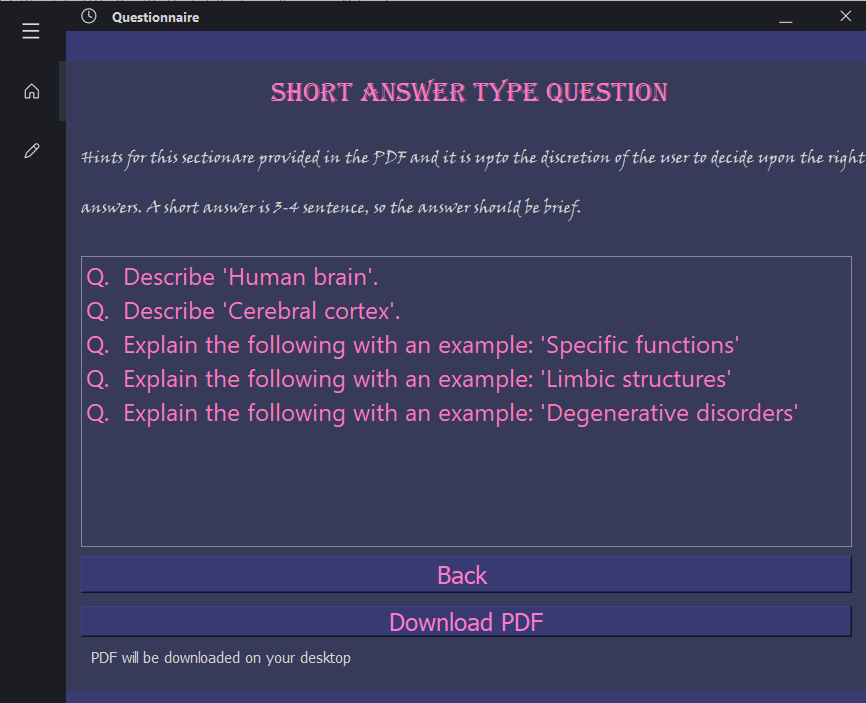 Questionnaire
SHORT ANSWER TYPE QUESTION
Hints for this sectionare provided in the PDF and it is upto the discretion of the user to decide upon the right
answers. A short answer is 3-4 sentence, so the answer should be brief.
Q. Describe 'Human brain'.
Q. Describe 'Cerebral cortex'.
Q. Explain the following with an example: 'Specific functions'
Q. Explain the following with an example: 'Limbic structures'
Q. Explain the following with an example: 'Degenerative disorders'
Back
Download PDF
PDF will be downloaded on your desktop